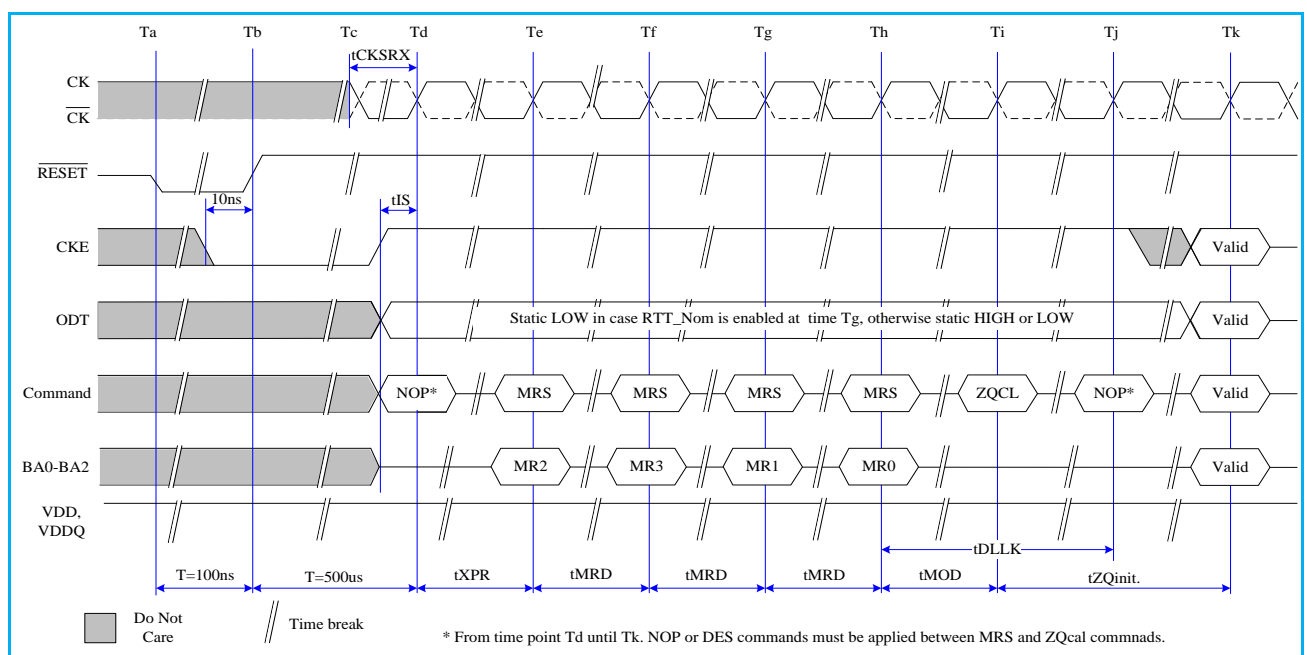 Ta Tb Tc Td Te Tf Tg Th Ti Tj Tk
tCKSRX
CK
CK
RESET
10ns
tIS
CKE
Valid
ODT
Static LOW in case RTT_Nom is enabled at time Tg, otherwise static HIGH or LOW
Valid
Command
NOP* MRS MRS MRS MRS ZQCL NOP* Valid
BA0-BA2
MR2 MR3 MR1 MR0 Valid
VDD,
VDDQ
tDLLK
T=100ns T=500us tXPR tMRD tMRD tMRD tMOD tZQinit.
Do Not
Care
Time break
* From time point Td until Tk. NOP or DES commands must be applied between MRS and ZQcal commnads.